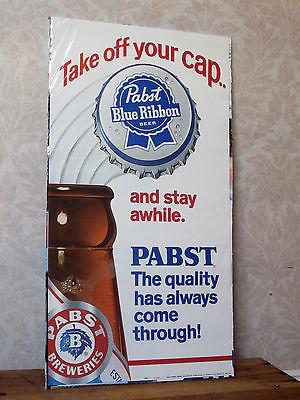 Take off your cap..
Pabst
Blue Ribbon
BEER
and stay
awhile.
PABST
The quality
has always
come
through!
PABST
B
BREWERIES
EST